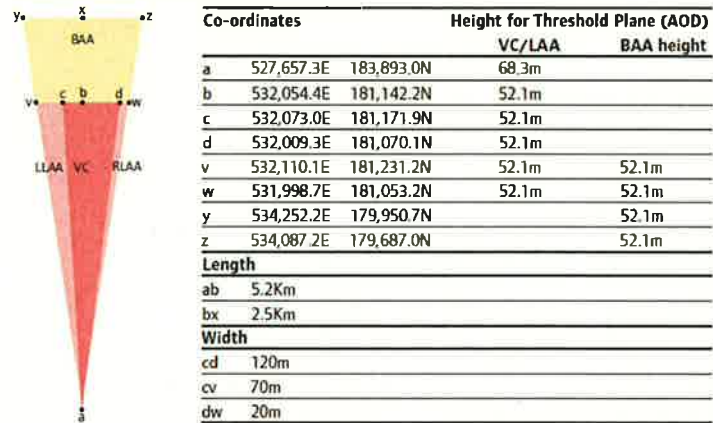 y x z
BAA
v c b d w
LLAA VC RLAA
a
Co-ordinates Height for Threshold Plane (AOD)
VC/LAA BAA height
a 527,657.3E 183,893.0N 68.3m
b 532,054.4E 181,142.2N 52.1m
c 532,073.0E 181,171.9N 52.1m
d 532,009.3E 181,070.1N 52.1m
v 532,110.1E 181,231.2N 52.1m 52.1m
w 531,998.7E 181,053.2N 52.1m 52.1m
y 534,252.2E 179,950.7N 52.1m
z 534,087.2E 179,687.0N 52.1m
Length
ab 5.2Km
bx 2.5Km
Width
cd 120m
cv 70m
dw 20m